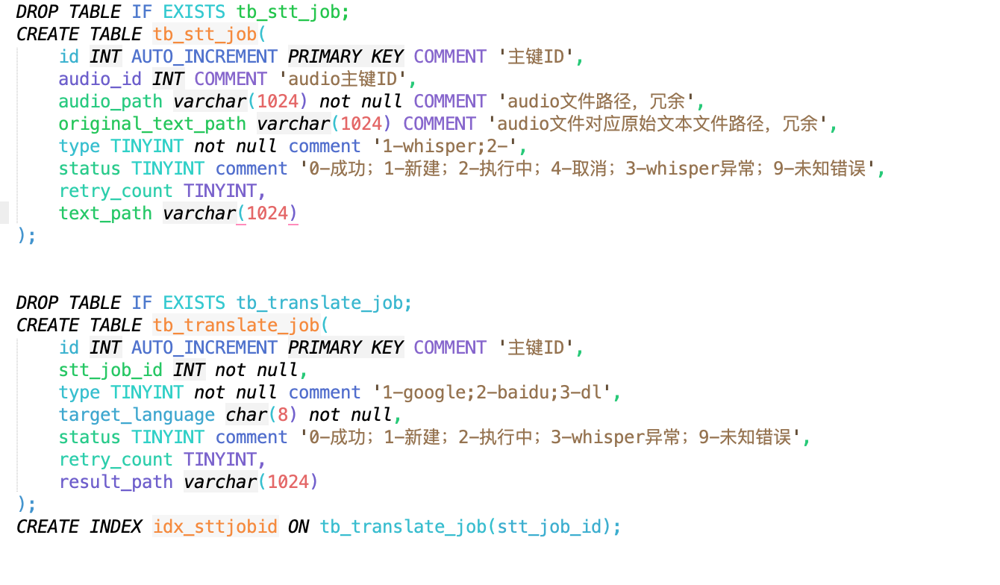 DROP TABLE IF EXISTS tb_stt_job;
CREATE TABLE tb_stt_job(
    id INT AUTO_INCREMENT PRIMARY KEY COMMENT '主键ID',
    audio_id INT COMMENT 'audio主键ID',
    audio_path varchar(1024) not null COMMENT 'audio文件路径，冗余',
    original_text_path varchar(1024) COMMENT 'audio文件对应原始文本文件路径，冗余',
    type TINYINT not null comment '1-whisper;2-',
    status TINYINT comment '0-成功；1-新建；2-执行中；4-取消；3-whisper异常；9-未知错误',
    retry_count TINYINT,
    text_path varchar(1024)
);
DROP TABLE IF EXISTS tb_translate_job;
CREATE TABLE tb_translate_job(
    id INT AUTO_INCREMENT PRIMARY KEY COMMENT '主键ID',
    stt_job_id INT not null,
    type TINYINT not null comment '1-google;2-baidu;3-dl',
    target_language char(8) not null,
    status TINYINT comment '0-成功；1-新建；2-执行中；3-whisper异常；9-未知错误',
    retry_count TINYINT,
    result_path varchar(1024)
);
CREATE INDEX idx_sttjobid ON tb_translate_job(stt_job_id);